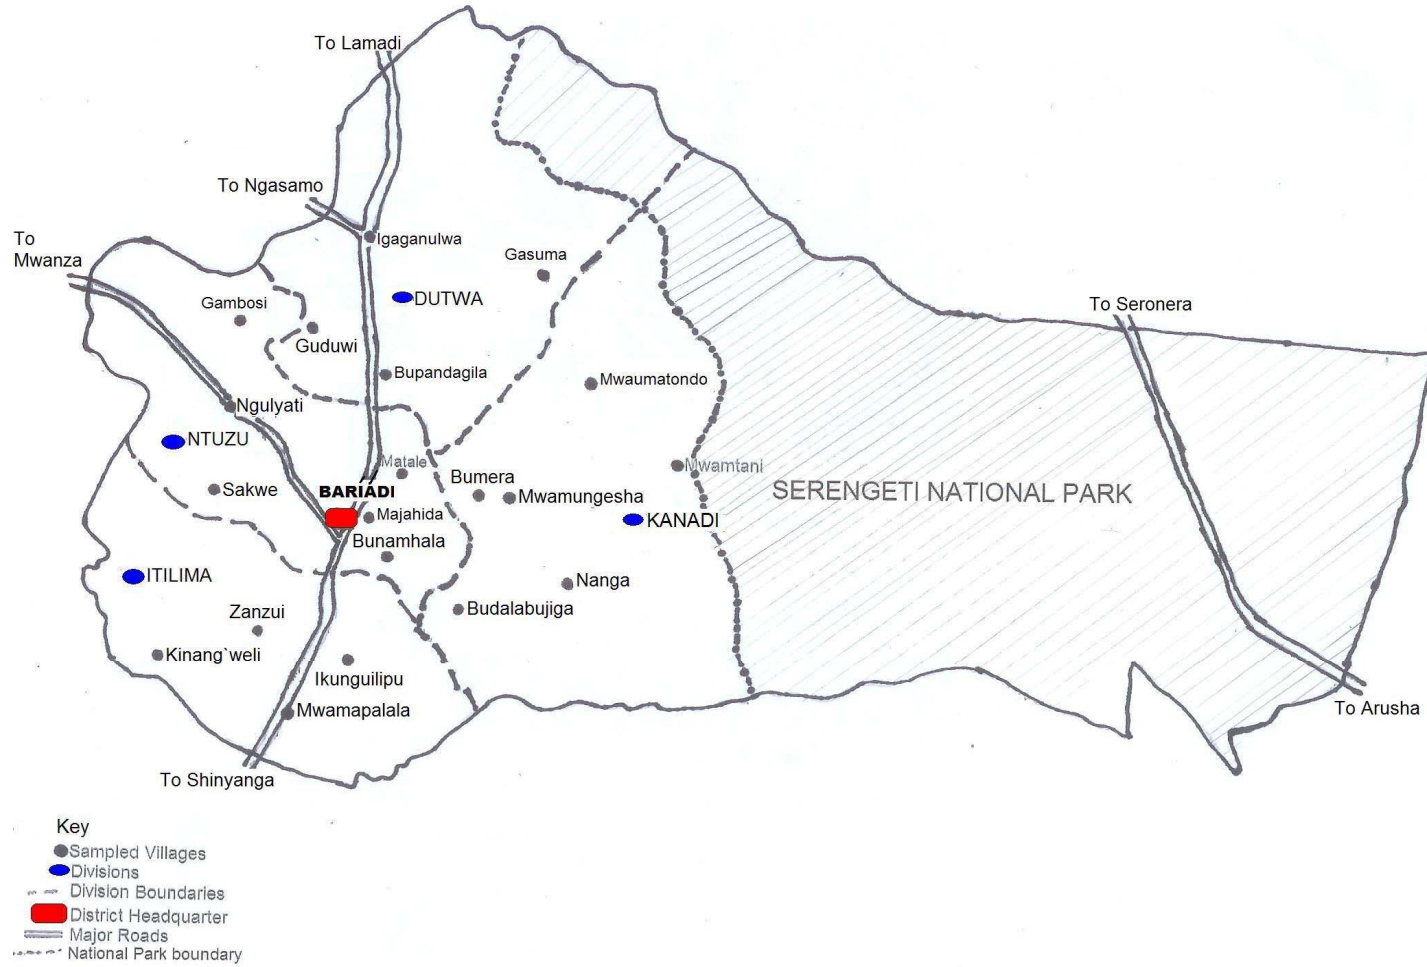 To Lamadi
To Ngasamo
To
Mwanza
Igaganulwa
Gasuma
DUTWA
Gambosi
To Seronera
Guduwi
Bupandagila
Mwaumatondo
Ngulyati
NTUZU
Matale
Mwamtani
Bumera
Sakwe
BARIADI
Mwamungesha
SERENGETI NATIONAL PARK
Majahida
KANADI
Bunamhala
ITILIMA
Nanga
Zanzui
Budalabujiga
Kinang`weli
Ikunguilipu
Mwamapalala
To Arusha
To Shinyanga
Key
Sampled Villages
Divisions
Division Boundaries
District Headquarter
Major Roads
National Park boundary